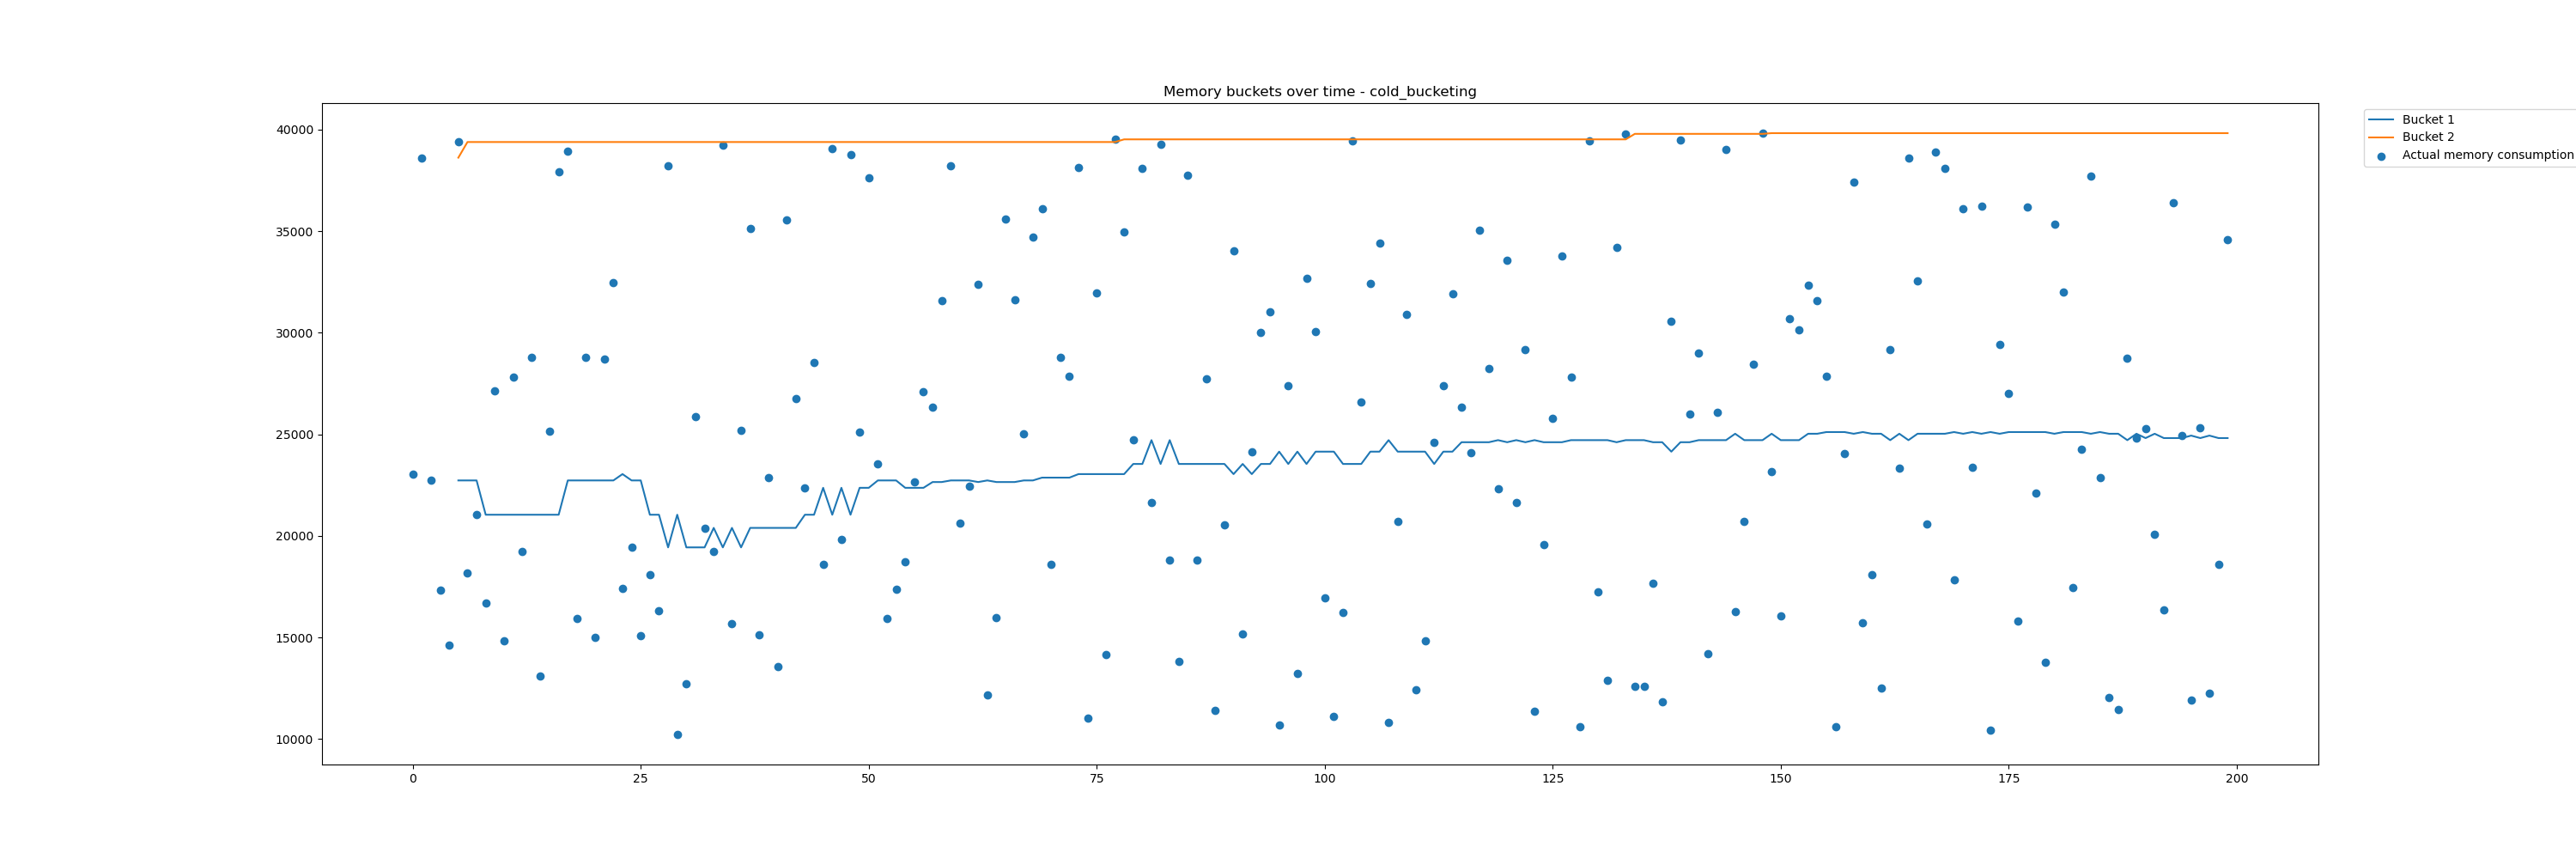 Memory buckets over time - cold_bucketing
40000
35000
30000
25000
20000
15000
10000
0 25 50 75 100 125 150 175 200
Bucket 1
Bucket 2
Actual memory consumption